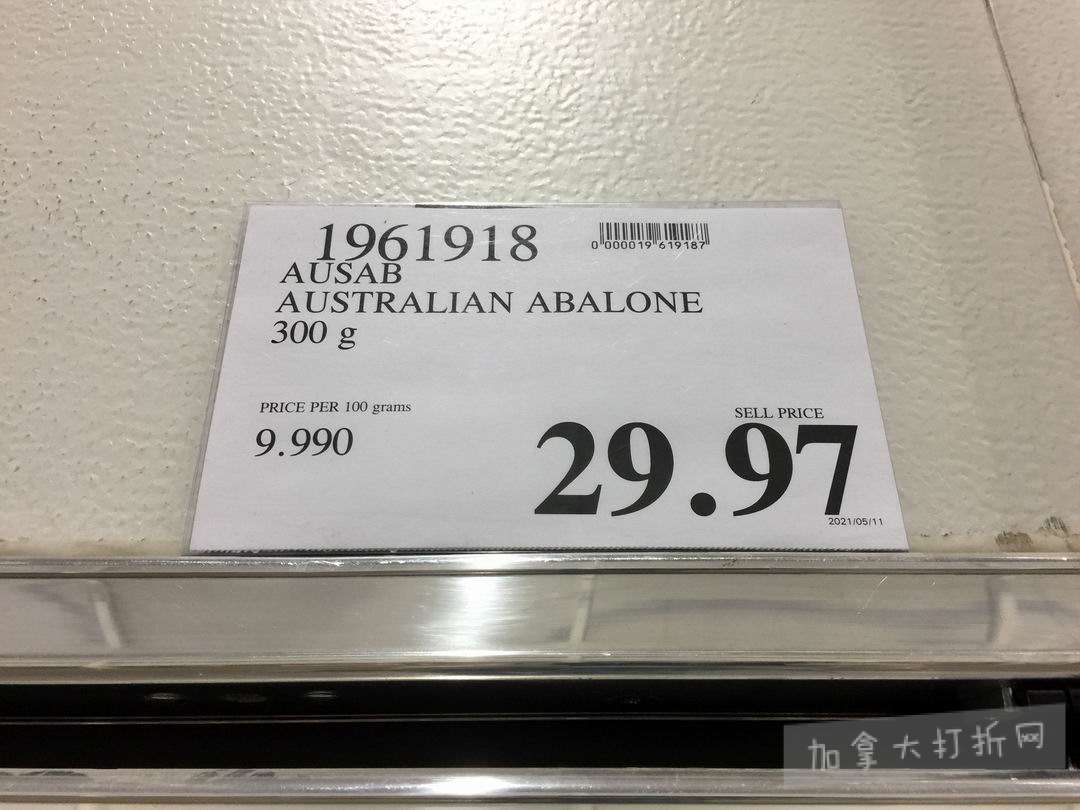 1961918
0 000019 619187
AUSAB
AUSTRALIAN ABALONE
300 g
PRICE PER 100 grams
9.990
SELL PRICE
29.97
2021/05/11
加拿大打折网